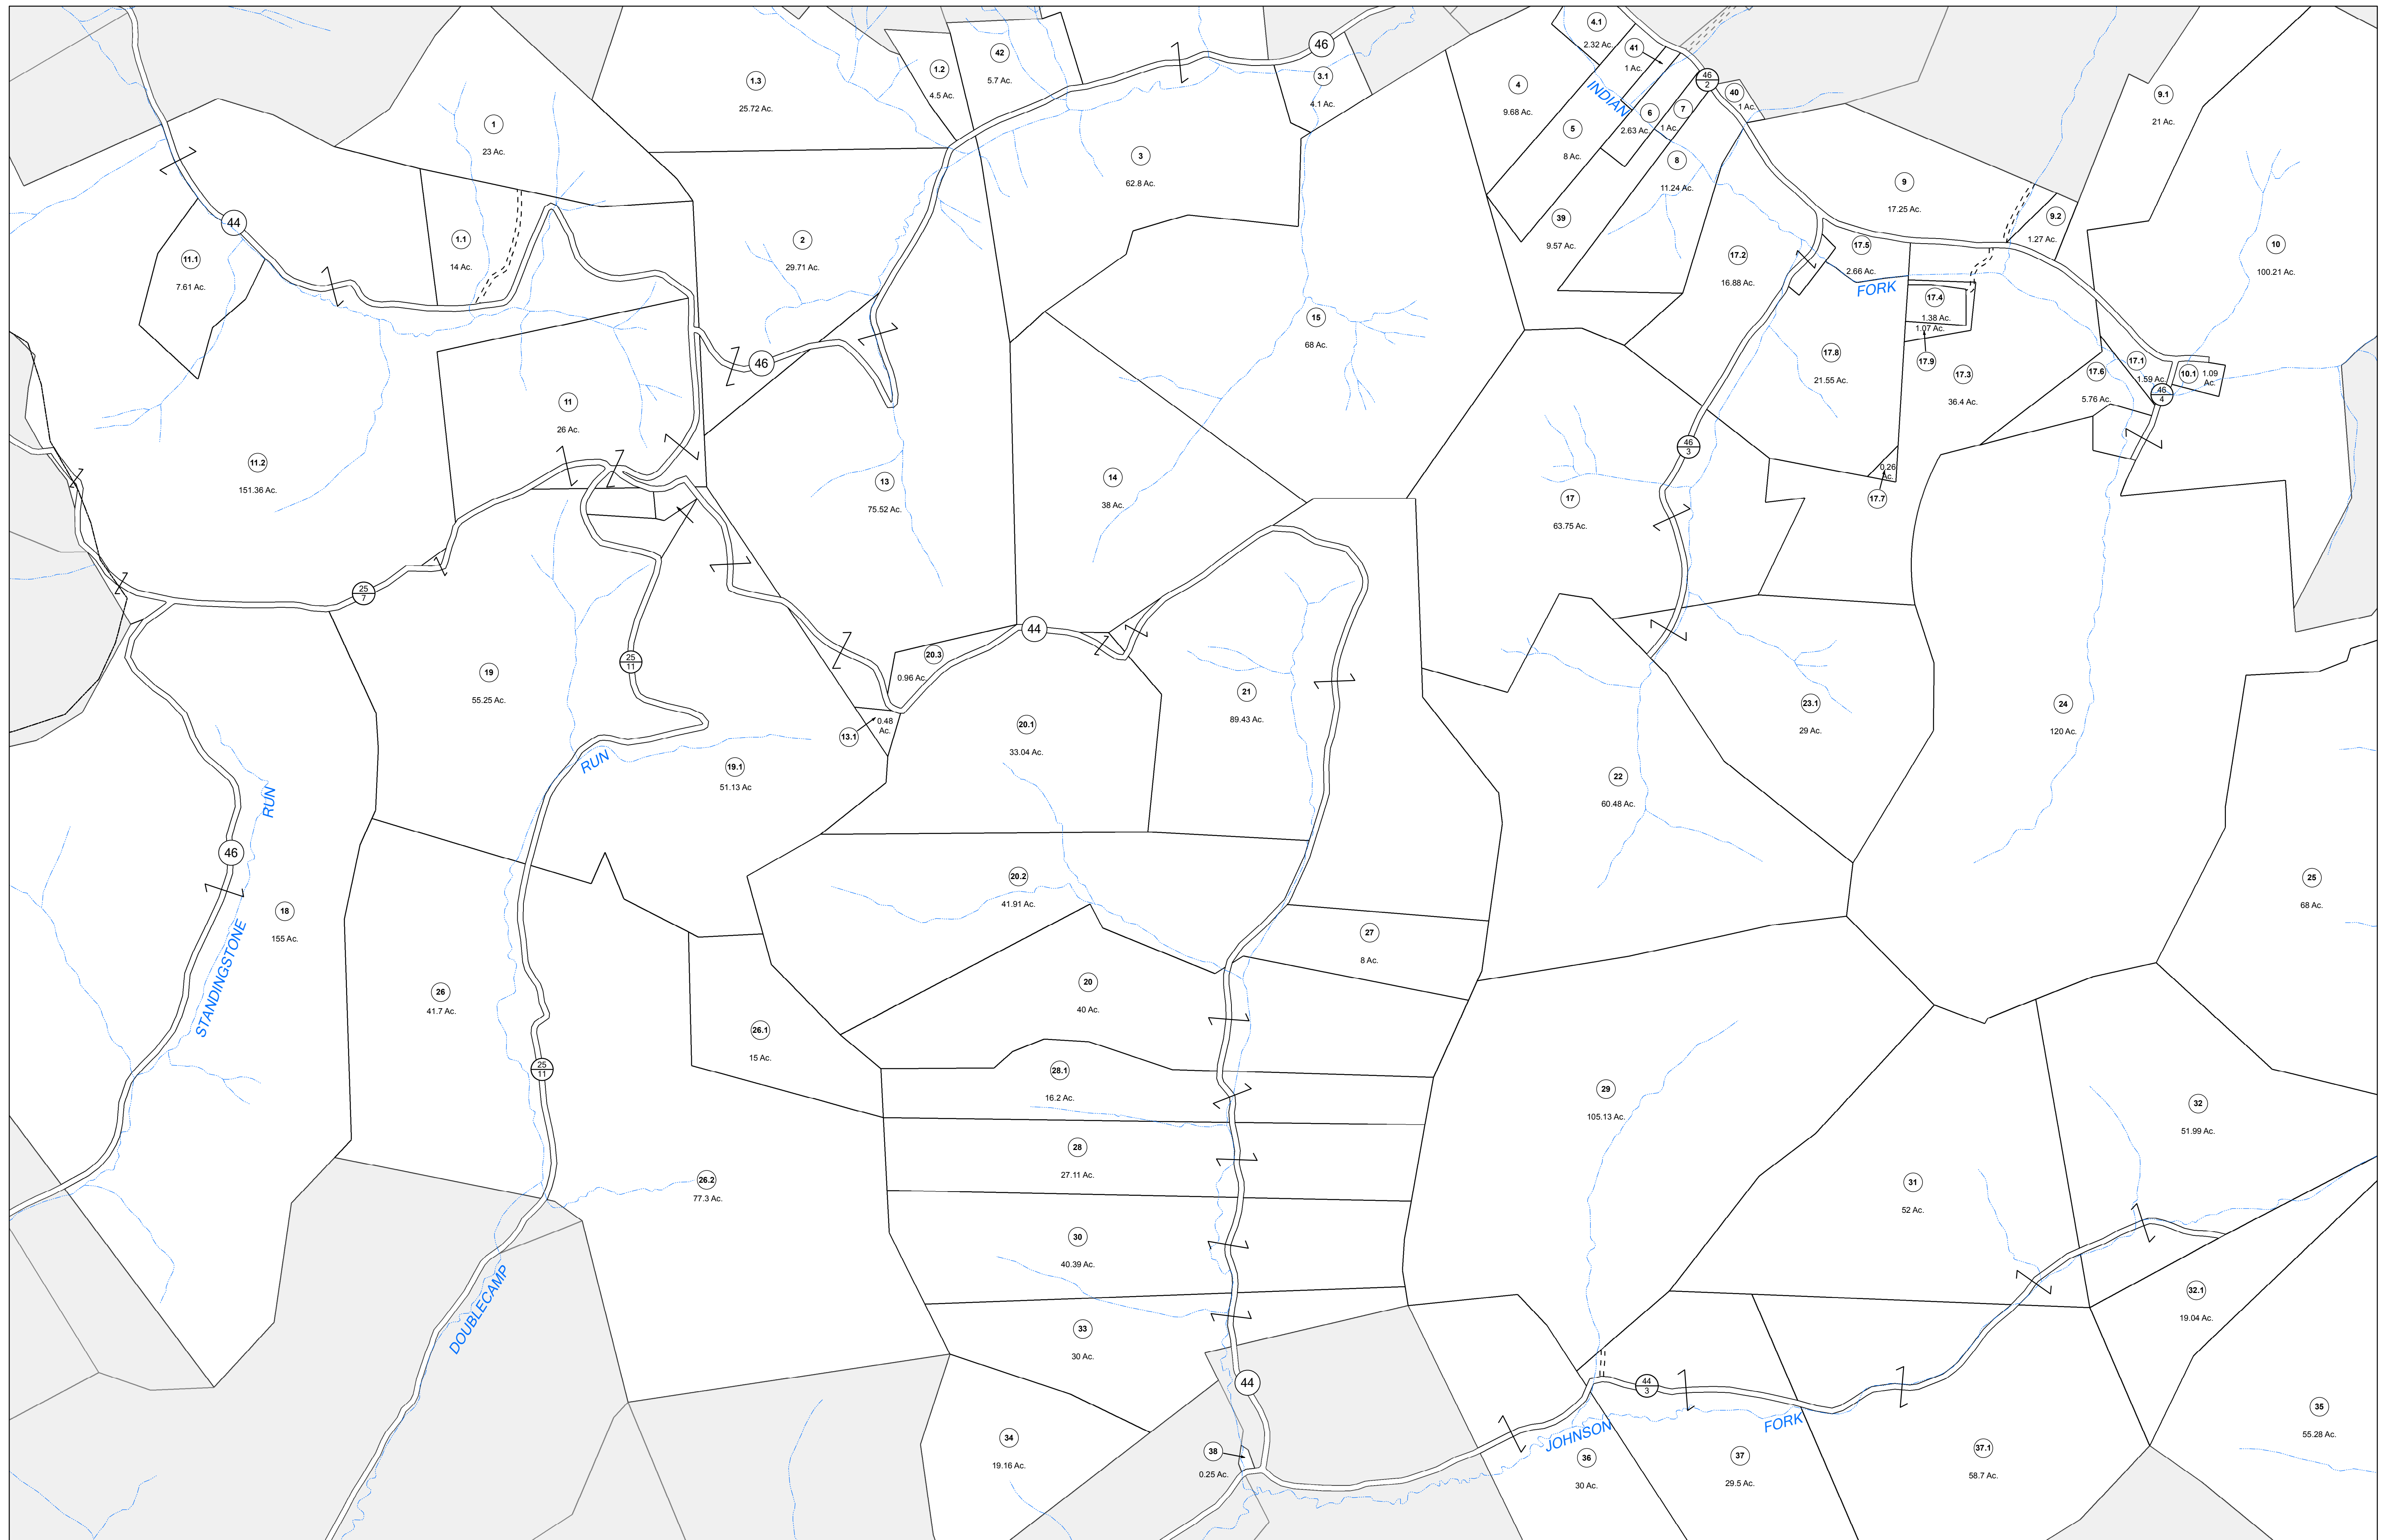 4.1
2.32 Ac.
46
41
1 Ac.
42
5.7 Ac.
1.2
4.5 Ac.
1.3
25.72 Ac.
3.1
4.1 Ac.
4
9.68 Ac.
INDIAN
46
2
40
1 Ac.
9.1
21 Ac.
6
2.63 Ac.
7
1 Ac.
5
8 Ac.
1
23 Ac.
3
62.8 Ac.
8
11.24 Ac.
9
17.25 Ac.
44
39
9.57 Ac.
9.2
1.27 Ac.
1.1
14 Ac.
2
29.71 Ac.
17.2
16.88 Ac.
17.5
2.66 Ac.
10
100.21 Ac.
11.1
7.61 Ac.
FORK
17.4
1.38 Ac.
1.07 Ac.
17.9
15
68 Ac.
17.8
21.55 Ac.
46
17.3
36.4 Ac.
17.6
5.76 Ac.
17.1
1.59 Ac.
10.1
1.09
Ac.
46
4
11
26 Ac.
46
3
11.2
151.36 Ac.
13
75.52 Ac.
14
38 Ac.
0.26
Ac.
17.7
17
63.75 Ac.
25
7
44
20.3
0.96 Ac.
25
11
19
55.25 Ac.
21
89.43 Ac.
23.1
29 Ac.
24
120 Ac.
13.1
0.48
Ac.
20.1
33.04 Ac.
RUN
19.1
51.13 Ac
22
60.48 Ac.
RUN
46
20.2
41.91 Ac.
25
68 Ac.
18
155 Ac.
27
8 Ac.
STANDINGSTONE
26
41.7 Ac.
20
40 Ac.
26.1
15 Ac.
25
11
28.1
16.2 Ac.
29
105.13 Ac.
32
51.99 Ac.
28
27.11 Ac.
26.2
77.3 Ac.
31
52 Ac.
30
40.39 Ac.
DOUBLECAMP
32.1
19.04 Ac.
33
30 Ac.
44
44
3
35
55.28 Ac.
JOHNSON
FORK
34
19.16 Ac.
38
0.25 Ac.
36
30 Ac.
37
29.5 Ac.
37.1
58.7 Ac.